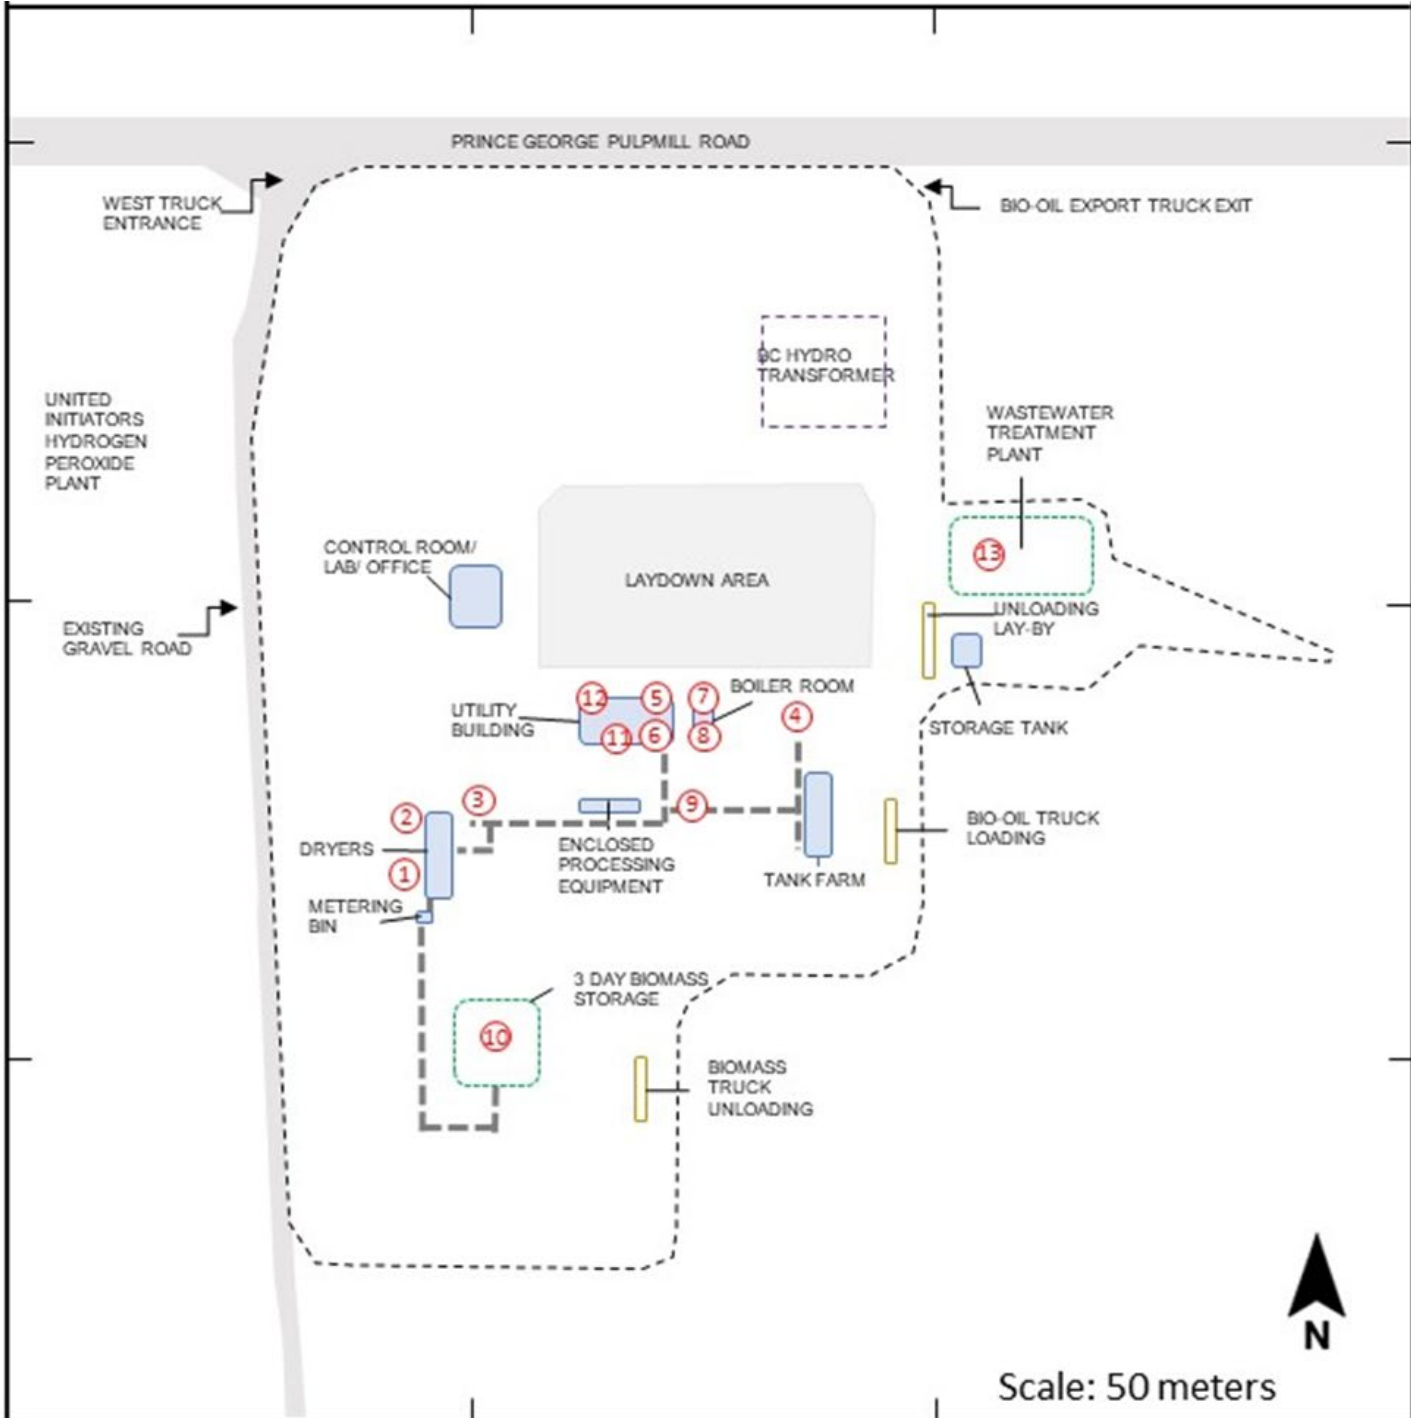 PRINCE GEORGE PULPMILL ROAD
WEST TRUCK
ENTRANCE
BIO-OIL EXPORT TRUCK EXIT
BC HYDRO
TRANSFORMER
UNITED
INITIATORS
HYDROGEN
PEROXIDE
PLANT
WASTEWATER
TREATMENT
PLANT
13
CONTROL ROOM/
LAB/ OFFICE
LAYDOWN AREA
UNLOADING
LAY-BY
EXISTING
GRAVEL ROAD
STORAGE TANK
BOILER ROOM
UTILITY
BUILDING
12
5
7
4
11
6
8
3
9
2
DRYERS
1
ENCLOSED
PROCESSING
EQUIPMENT
TANK FARM
BIO-OIL TRUCK
LOADING
METERING
BIN
3 DAY BIOMASS
STORAGE
10
BIOMASS
TRUCK
UNLOADING
N
Scale: 50 meters